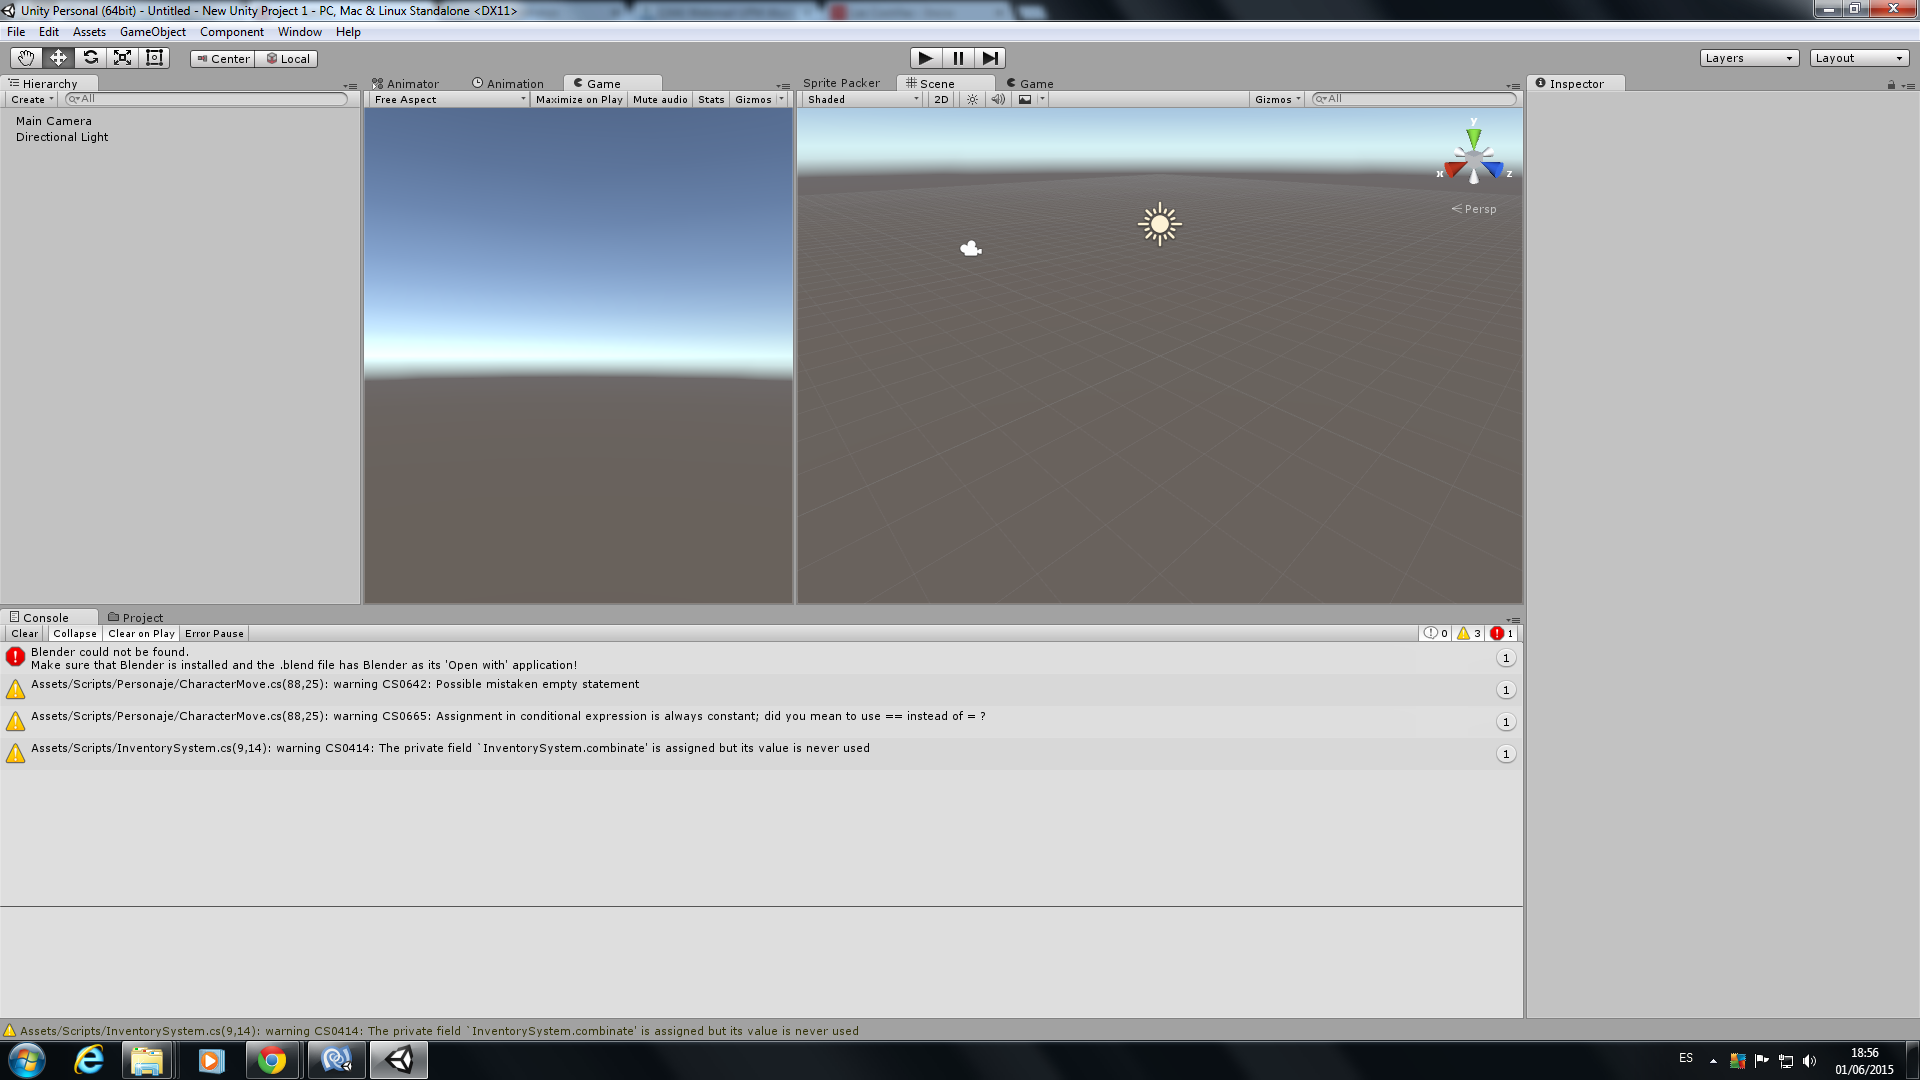 Unity Personal (64bit) - Untitled - New Unity Project 1 - PC, Mac & Linux Standalone <DX11>
File Edit Assets GameObject Component Window Help
Center Local Layers Layout
Hierarchy Animator Animation Game Sprite Packer Scene Game Inspector
Create All Free Aspect Maximize on Play Mute audio Stats Gizmos Shaded 2D Gizmos All
Main Camera
Directional Light
y
x z
Persp
Console Project
Clear Collapse Clear on Play Error Pause 0 3 1
Blender could not be found.
Make sure that Blender is installed and the .blend file has Blender as its 'Open with' application!
1
Assets/Scripts/Personaje/CharacterMove.cs(88,25): warning CS0642: Possible mistaken empty statement
1
Assets/Scripts/Personaje/CharacterMove.cs(88,25): warning CS0665: Assignment in conditional expression is always constant; did you mean to use == instead of = ?
1
Assets/Scripts/InventorySystem.cs(9,14): warning CS0414: The private field `InventorySystem.combinate' is assigned but its value is never used
1
Assets/Scripts/InventorySystem.cs(9,14): warning CS0414: The private field `InventorySystem.combinate' is assigned but its value is never used
ES 18:56
01/06/2015